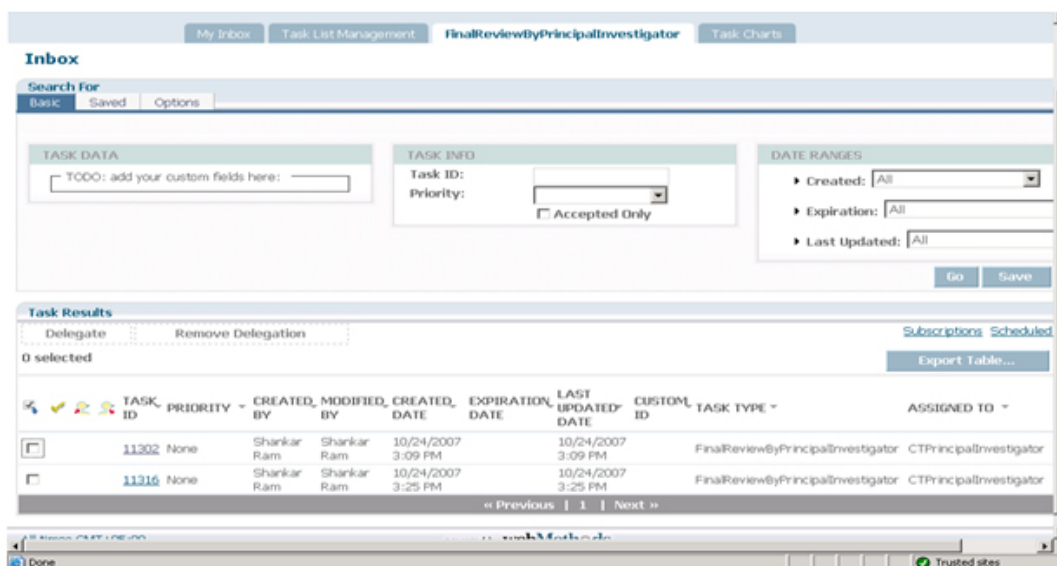 My Inbox Task List Management FinalReviewByPrincipalInvestigator Task Charts
Inbox
Search For
Basic Saved Options
TASK DATA TASK INFO DATE RANGES
TODO: add your custom fields here: Task ID: Created: All
Priority:
Accepted Only Expiration: All
Last Updated: All
Go Save
Task Results
Delegate Remove Delegation Subscriptions Scheduled
0 selected Export Table...
TASK ID PRIORITY CREATED BY MODIFIED BY CREATED DATE EXPIRATION DATE LAST UPDATED DATE CUSTOM ID TASK TYPE ASSIGNED TO
11302 None Shankar Ram Shankar Ram 10/24/2007 3:09 PM 10/24/2007 3:09 PM FinalReviewByPrincipalInvestigator CTPrincipalInvestigator
11316 None Shankar Ram Shankar Ram 10/24/2007 3:25 PM 10/24/2007 3:25 PM FinalReviewByPrincipalInvestigator CTPrincipalInvestigator
« Previous | 1 | Next »
webMethods
Done Trusted sites